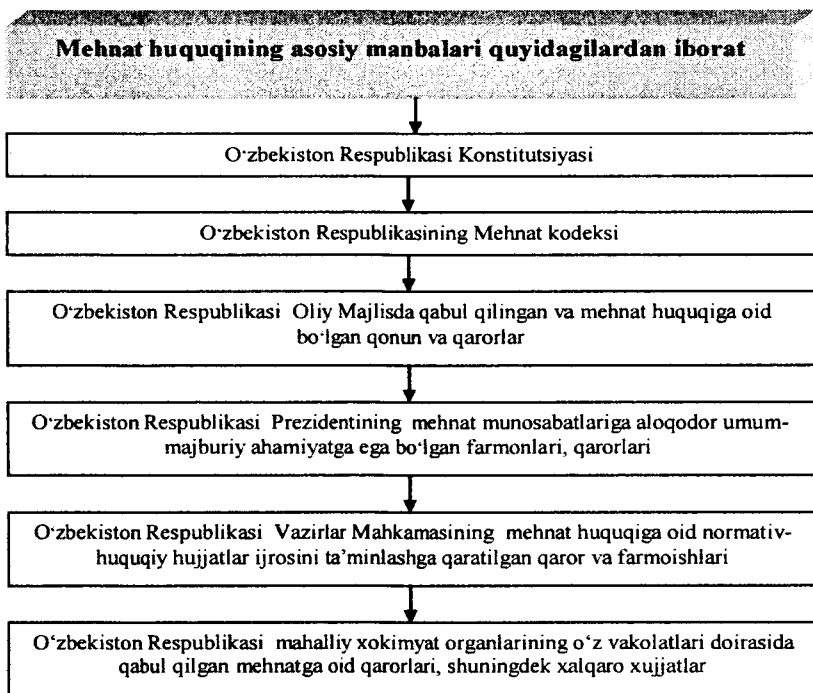 Mehnat huquqining asosiy manbalari quyidagilardan iborat
O‘zbekiston Respublikasi Konstitutsiyasi
O‘zbekiston Respublikasining Mehnat kodeksi
O‘zbekiston Respublikasi Oliy Majlisda qabul qilingan va mehnat huquqiga oid
bo‘lgan qonun va qarorlar
O‘zbekiston Respublikasi Prezidentining mehnat munosabatlariga aloqodor umum-
majburiy ahamiyatga ega bo‘lgan farmonlari, qarorlari
O‘zbekiston Respublikasi Vazirlar Mahkamasining mehnat huquqiga oid normativ-
huquqiy hujjatlar ijrosini ta’minlashga qaratilgan qaror va farmoishlari
O‘zbekiston Respublikasi mahalliy xokimyat organlarining o‘z vakolatlari doirasida
qabul qilgan mehnatga oid qarorlari, shuningdek xalqaro xujjatlar